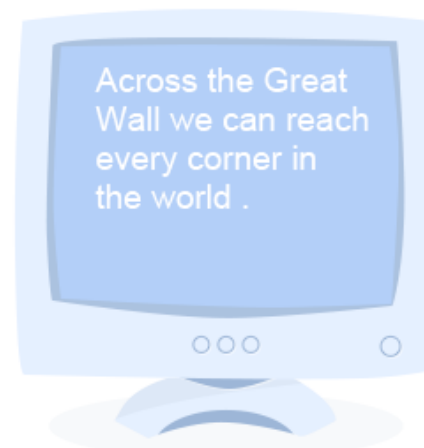 Across the Great
Wall we can reach
every corner in
the world .